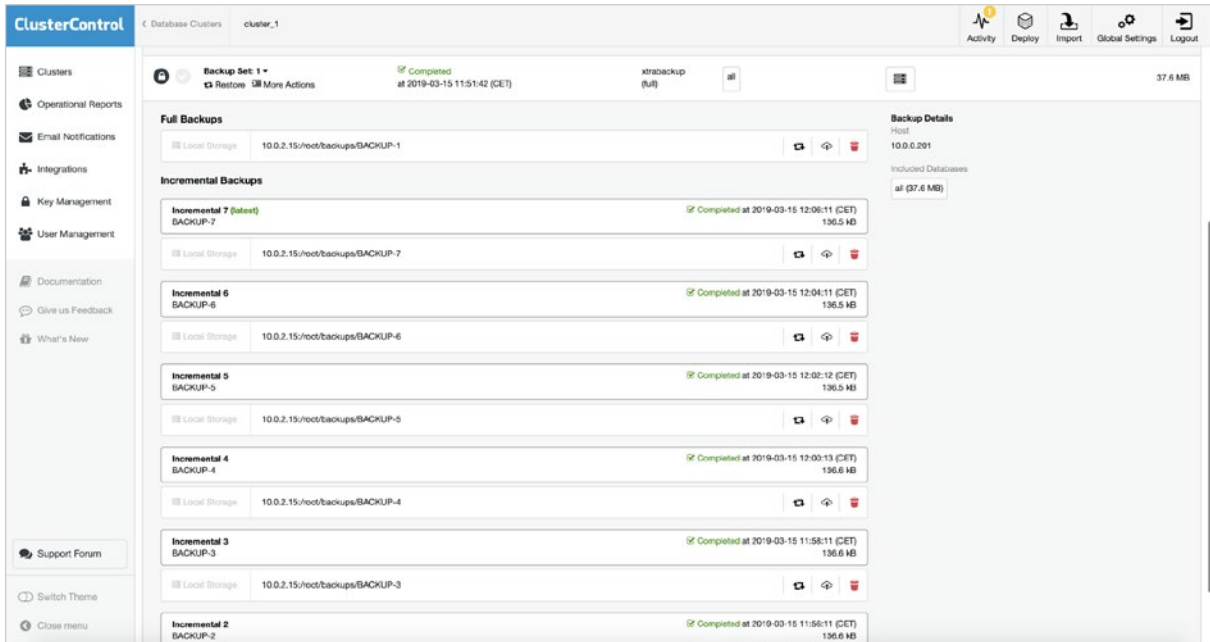 ClusterControl
Database Clusters cluster_1
1
Activity Deploy Import Global Settings Logout
Clusters
Operational Reports
Email Notifications
Integrations
Key Management
User Management
Documentation
Give us Feedback
What's New
Support Forum
Switch Theme
Close menu
Backup Set: 1
Restore More Actions
Completed
at 2019-03-15 11:51:42 (CET)
xtrabackup
(full)
all
37.6 MB
Full Backups
Local Storage 10.0.2.15:/root/backups/BACKUP-1
Incremental Backups
Incremental 7 (latest) Completed at 2019-03-15 12:06:11 (CET)
BACKUP-7 136.5 kB
Local Storage 10.0.2.15:/root/backups/BACKUP-7
Incremental 6 Completed at 2019-03-15 12:04:11 (CET)
BACKUP-6 136.5 kB
Local Storage 10.0.2.15:/root/backups/BACKUP-6
Incremental 5 Completed at 2019-03-15 12:02:12 (CET)
BACKUP-5 136.5 kB
Local Storage 10.0.2.15:/root/backups/BACKUP-5
Incremental 4 Completed at 2019-03-15 12:00:13 (CET)
BACKUP-4 136.6 kB
Local Storage 10.0.2.15:/root/backups/BACKUP-4
Incremental 3 Completed at 2019-03-15 11:58:11 (CET)
BACKUP-3 136.6 kB
Local Storage 10.0.2.15:/root/backups/BACKUP-3
Incremental 2 Completed at 2019-03-15 11:56:11 (CET)
BACKUP-2 136.6 kB
Backup Details
Host
10.0.0.201
Included Databases
all (37.6 MB)